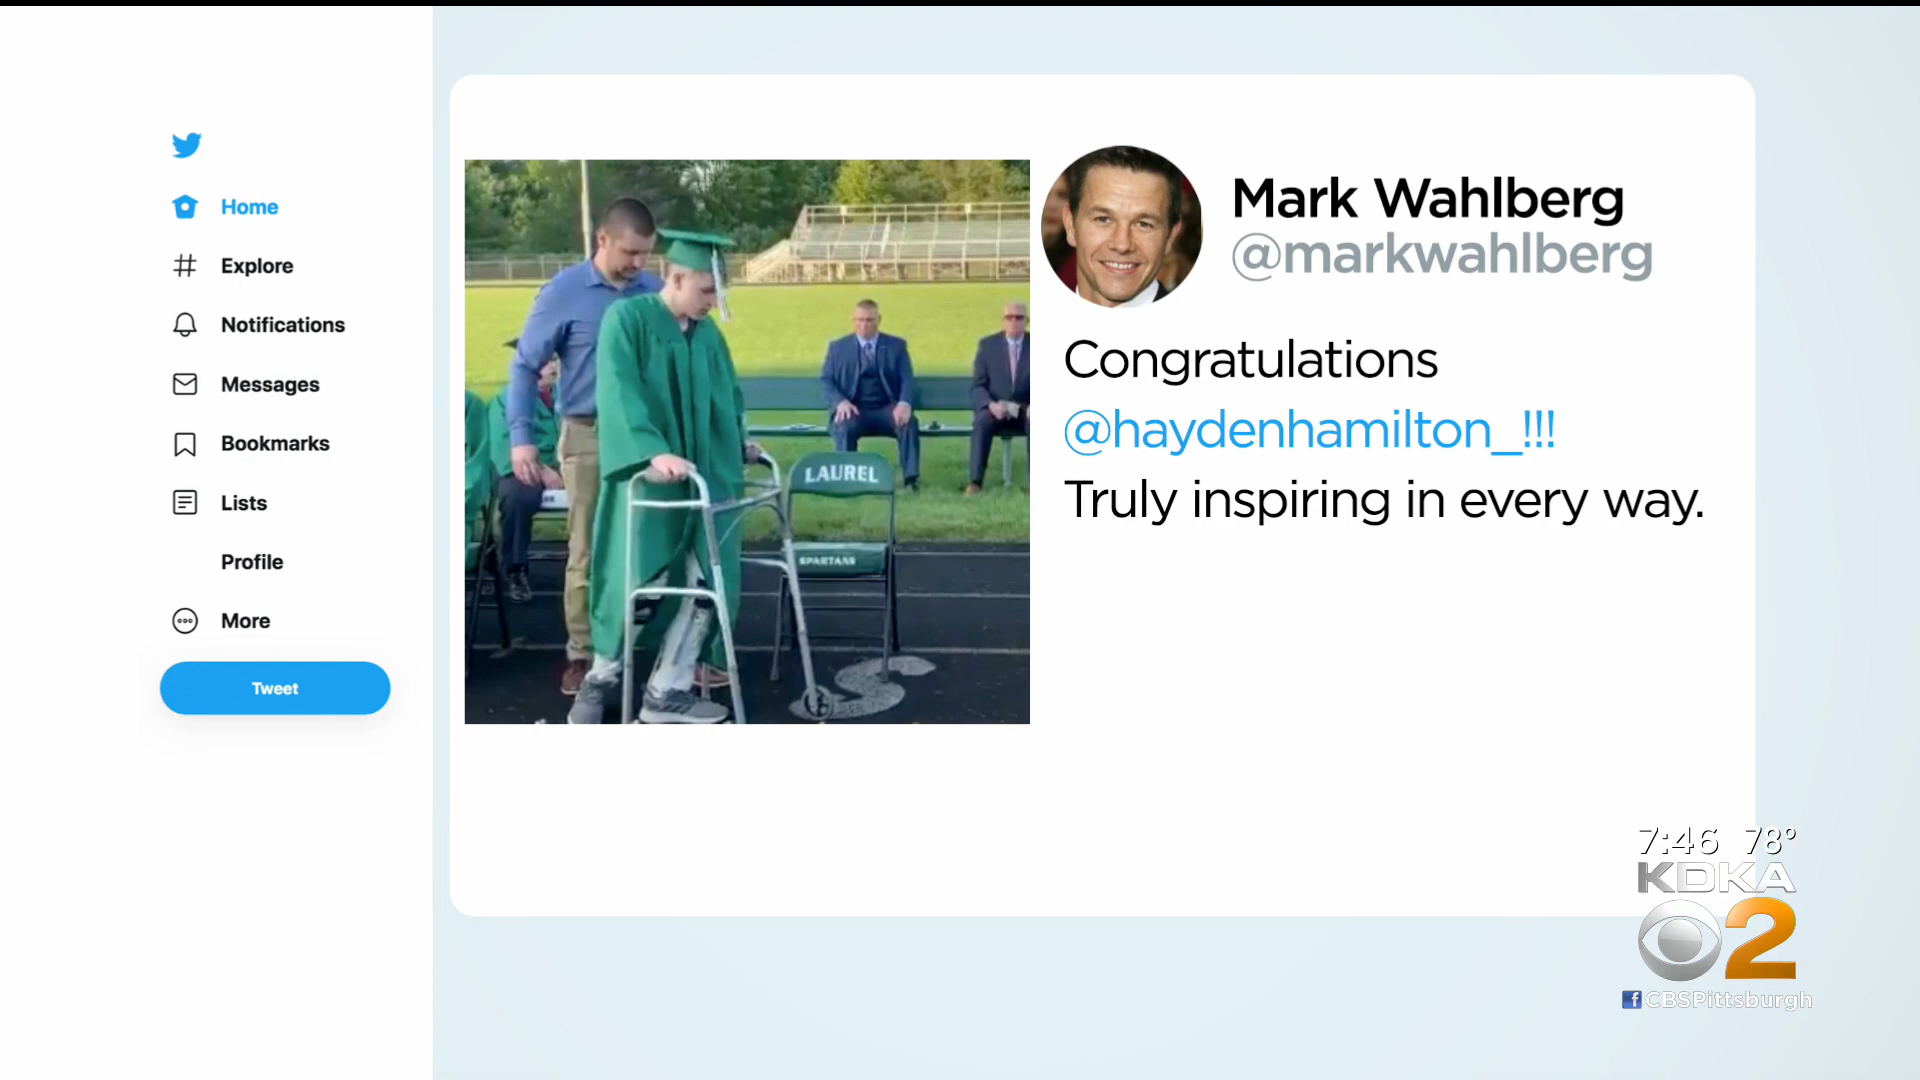 Home
Explore
Notifications
Messages
Bookmarks
Lists
Profile
More
Tweet
Mark Wahlberg
@markwahlberg
Congratulations
@haydenhamilton_!!!
Truly inspiring in every way.
LAUREL
SPARTANS
7:46 78°
KDKA
2
f CBSPittsburgh